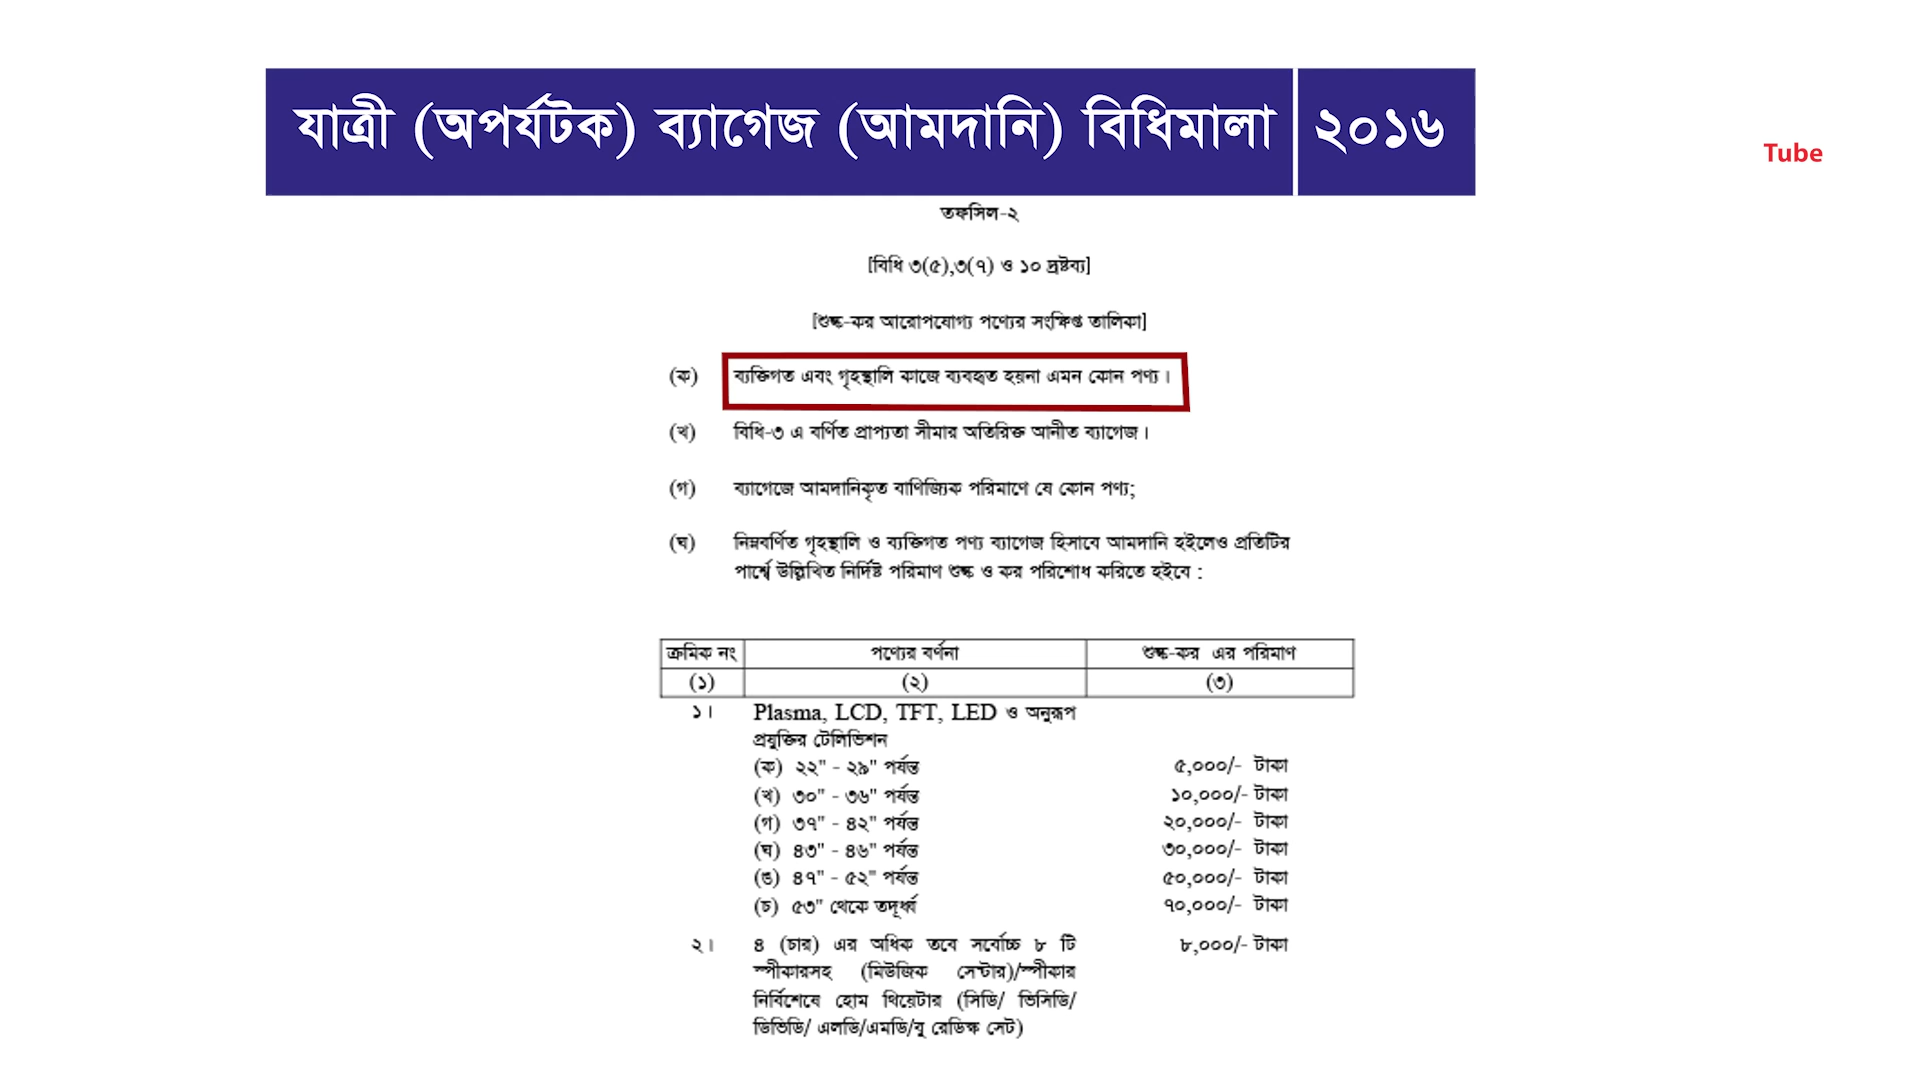 যাত্রী (অপর্যটক) ব্যাগেজ (আমদানি) বিধিমালা ২০১৬
Tube
তফসিল-২
[বিধি ৩(৫),৩(৭) ও ১০ দ্রষ্টব্য]
[শুল্ক-কর আরোপযোগ্য পণ্যের সংক্ষিপ্ত তালিকা]
(ক) ব্যক্তিগত এবং গৃহস্থালি কাজে ব্যবহৃত হয়না এমন কোন পণ্য।
(খ) বিধি-৩ এ বর্ণিত প্রাপ্যতা সীমার অতিরিক্ত আনীত ব্যাগেজ।
(গ) ব্যাগেজে আমদানিকৃত বাণিজ্যিক পরিমাণে যে কোন পণ্য;
(ঘ) নিম্নবর্ণিত গৃহস্থালি ও ব্যক্তিগত পণ্য ব্যাগেজ হিসাবে আমদানি হইলেও প্রতিটির
পার্শ্বে উল্লিখিত নির্দিষ্ট পরিমাণ শুল্ক ও কর পরিশোধ করিতে হইবে :
ক্রমিক নং পণ্যের বর্ণনা শুল্ক-কর এর পরিমাণ
(১) (২) (৩)
১। Plasma, LCD, TFT, LED ও অনুরূপ
প্রযুক্তির টেলিভিশন
(ক) ২২" - ২৯" পর্যন্ত ৫,০০০/- টাকা
(খ) ৩০" - ৩৬" পর্যন্ত ১০,০০০/- টাকা
(গ) ৩৭" - ৪২" পর্যন্ত ২০,০০০/- টাকা
(ঘ) ৪৩" - ৪৬" পর্যন্ত ৩০,০০০/- টাকা
(ঙ) ৪৭" - ৫২" পর্যন্ত ৫০,০০০/- টাকা
(চ) ৫৩" থেকে তদূর্ধ্ব ৭০,০০০/- টাকা
২। ৪ (চার) এর অধিক তবে সর্বোচ্চ ৮ টি ৮,০০০/- টাকা
স্পীকারসহ (মিউজিক সেন্টার)/স্পীকার
নির্বিশেষে হোম থিয়েটার (সিডি/ ভিসিডি/
ডিভিডি/ এলডি/এমডি/বু রেডিস্ক সেট)